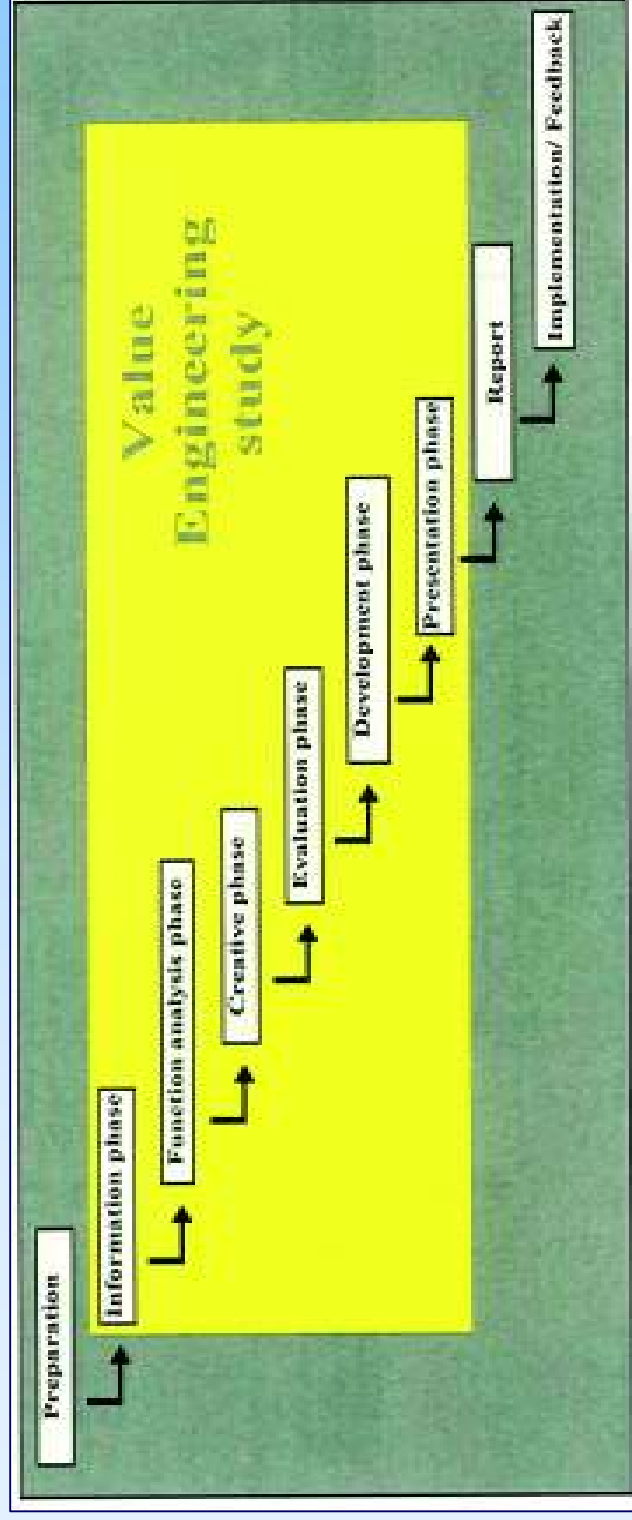 Preparation
Information phase
Function analysis phase
Creative phase
Evaluation phase
Development phase
Presentation phase
Report
Implementation/ Feedback
Value
Engineering
study